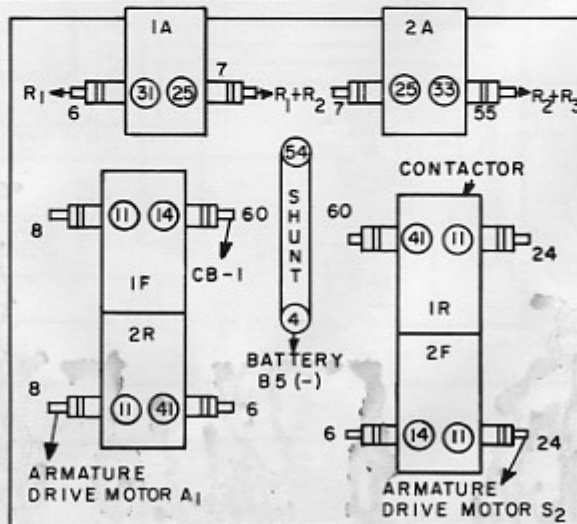 1A
2A
R1 6 31 25 7 R1+R2
7 25 33 55 R2+R3
54
SHUNT
4
BATTERY
B5 (-)
CONTACTOR
8 11 14 60
CB-1
1F
2R
8 11 41 6
ARMATURE
DRIVE MOTOR A1
60 41 11 24
1R
2F
6 14 11 24
ARMATURE
DRIVE MOTOR S2